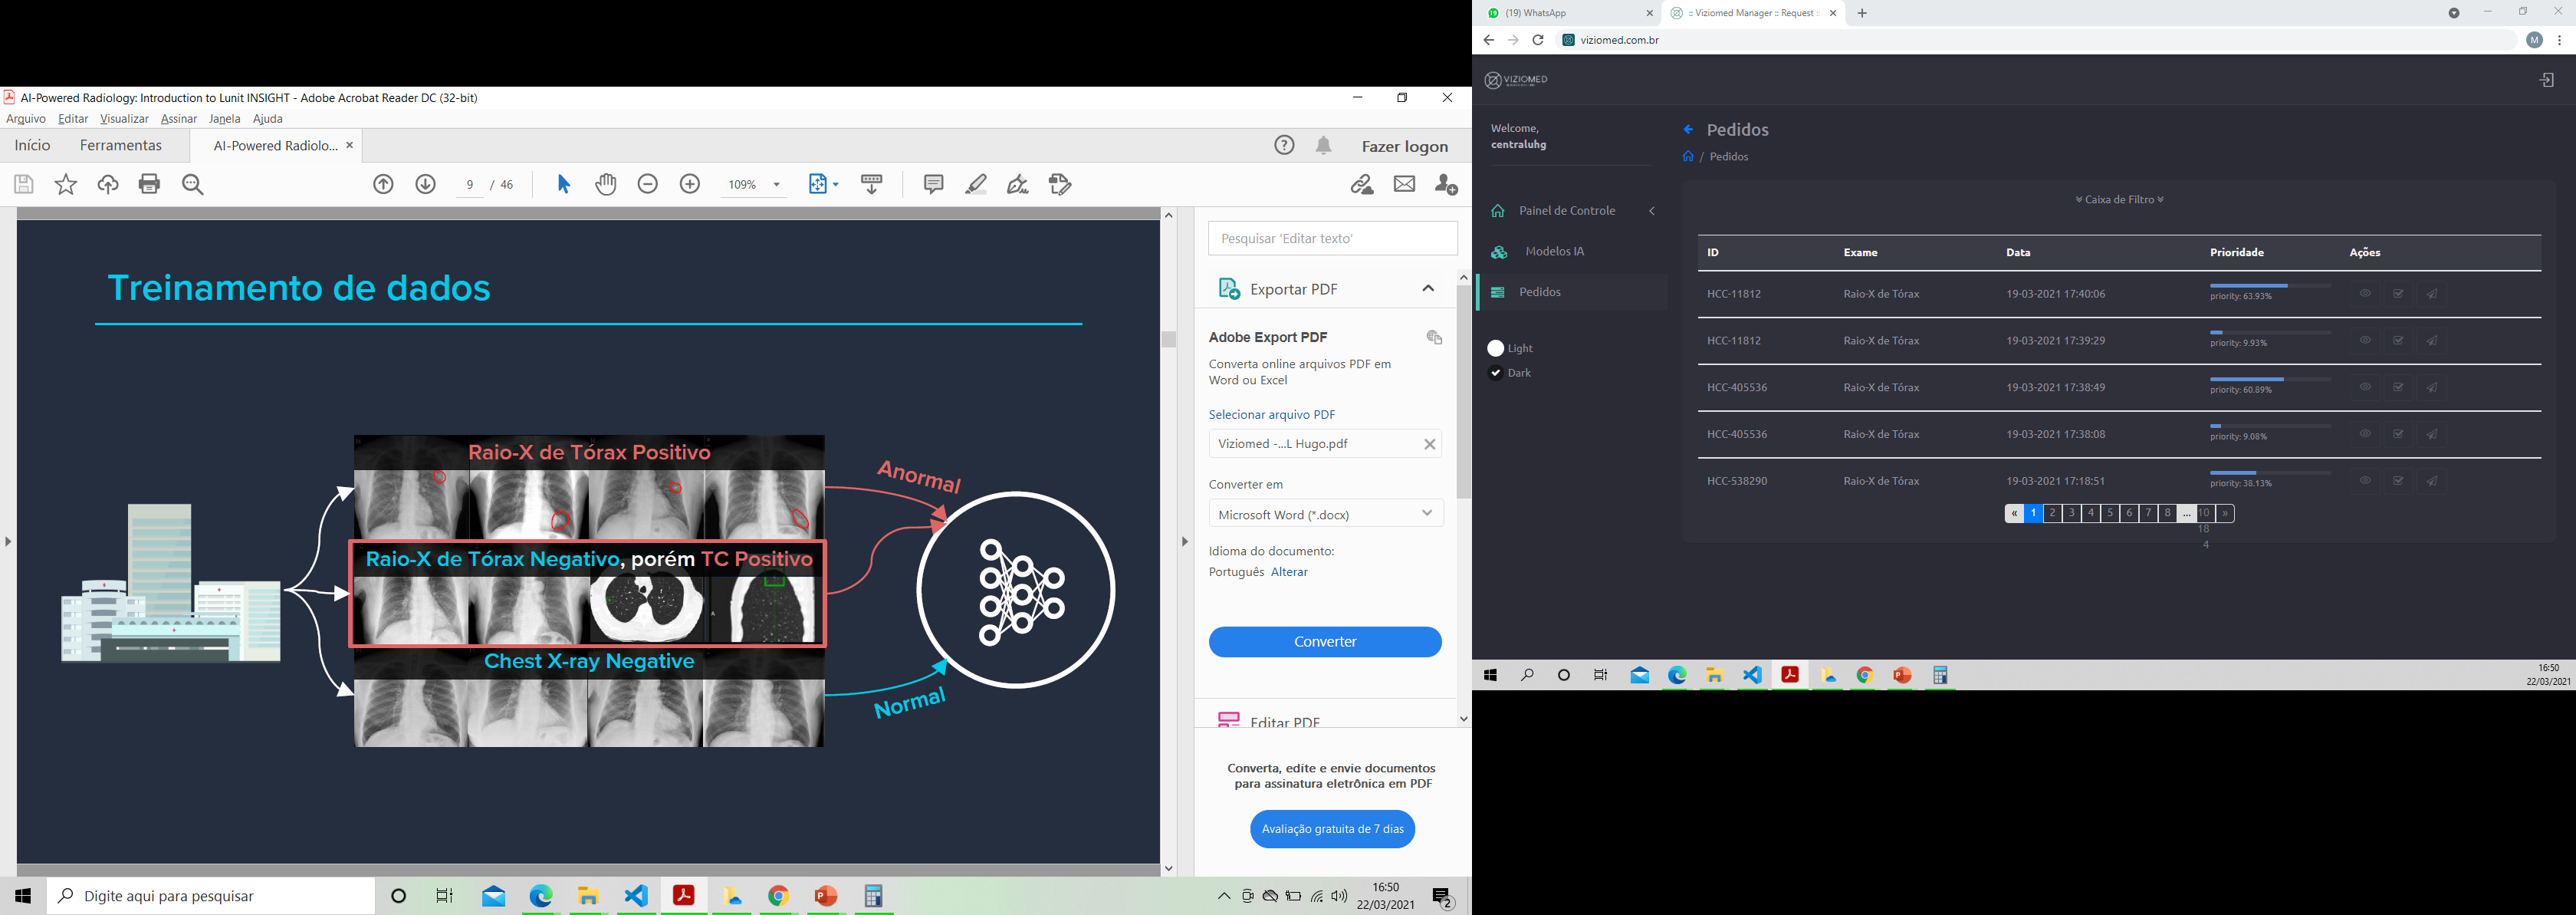 AI-Powered Radiology: Introduction to Lunit INSIGHT - Adobe Acrobat Reader DC (32-bit)
Arquivo Editar Visualizar Assinar Janela Ajuda
Início Ferramentas AI-Powered Radiolo... × Fazer logon
9 / 46 109%
Treinamento de dados
Raio-X de Tórax Positivo
Anormal
Raio-X de Tórax Negativo, porém TC Positivo
Chest X-ray Negative
Normal
Pesquisar 'Editar texto'
Exportar PDF
Adobe Export PDF
Converta online arquivos PDF em
Word ou Excel
Selecionar arquivo PDF
Viziomed -...L Hugo.pdf
Converter em
Microsoft Word (*.docx)
Idioma do documento:
Português Alterar
Converter
Editar PDF
Converta, edite e envie documentos
para assinatura eletrônica em PDF
Avaliação gratuita de 7 dias
Digite aqui para pesquisar
16:50
22/03/2021
2
(19) WhatsApp × :: Viziomed Manager :: Request :: × +
viziomed.com.br M
VIZIOMED
Welcome,
centraluhg
Painel de Controle
Modelos IA
Pedidos
Light
Dark
Pedidos
/ Pedidos
Caixa de Filtro
ID Exame Data Prioridade Ações
HCC-11812 Raio-X de Tórax 19-03-2021 17:40:06 priority: 63.93%
HCC-11812 Raio-X de Tórax 19-03-2021 17:39:29 priority: 9.93%
HCC-405536 Raio-X de Tórax 19-03-2021 17:38:49 priority: 60.89%
HCC-405536 Raio-X de Tórax 19-03-2021 17:38:08 priority: 9.08%
HCC-538290 Raio-X de Tórax 19-03-2021 17:18:51 priority: 38.13%
« 1 2 3 4 5 6 7 8 ... 10 »
18
4
16:50
22/03/2021